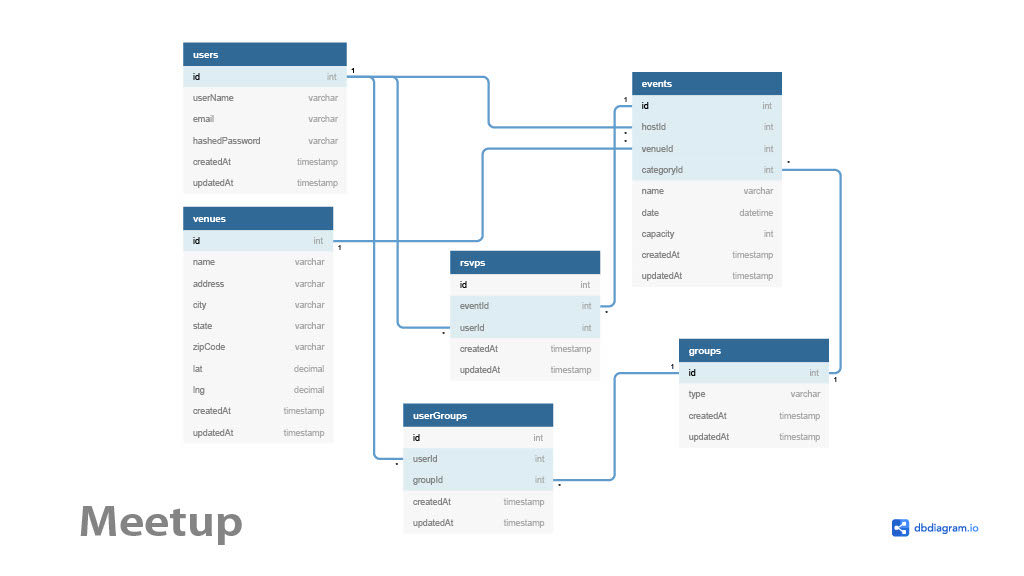 users
id int
userName varchar
email varchar
hashedPassword varchar
createdAt timestamp
updatedAt timestamp
1
venues
id int
name varchar
address varchar
city varchar
state varchar
zipCode varchar
lat decimal
lng decimal
createdAt timestamp
updatedAt timestamp
1
rsvps
id int
eventId int
userId int
createdAt timestamp
updatedAt timestamp
*
*
userGroups
id int
userId int
groupId int
createdAt timestamp
updatedAt timestamp
*
*
events
id int
hostId int
venueId int
categoryId int
name varchar
date datetime
capacity int
createdAt timestamp
updatedAt timestamp
1
*
*
*
groups
id int
type varchar
createdAt timestamp
updatedAt timestamp
1
1
Meetup
dbdiagram.io